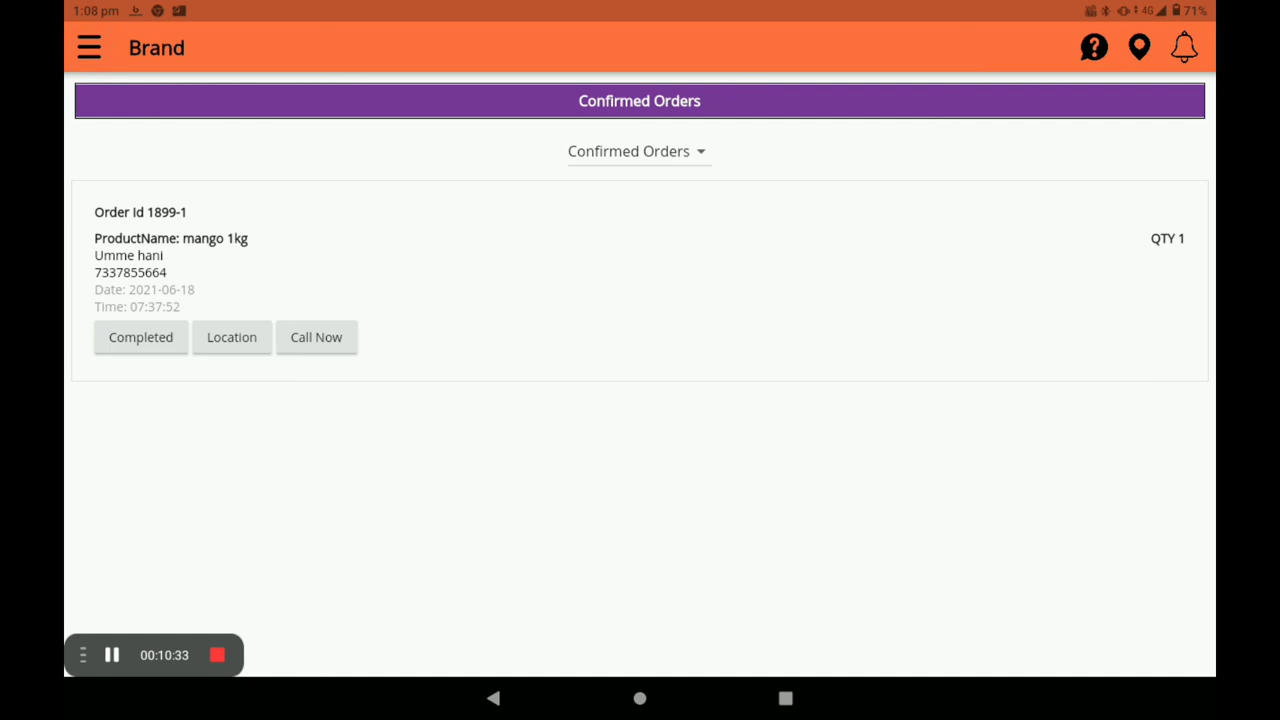 1:08 pm
4G 71%
Brand
Confirmed Orders
Confirmed Orders
Order Id 1899-1
ProductName: mango 1kg
QTY 1
Umme hani
7337855664
Date: 2021-06-18
Time: 07:37:52
Completed Location Call Now
00:10:33